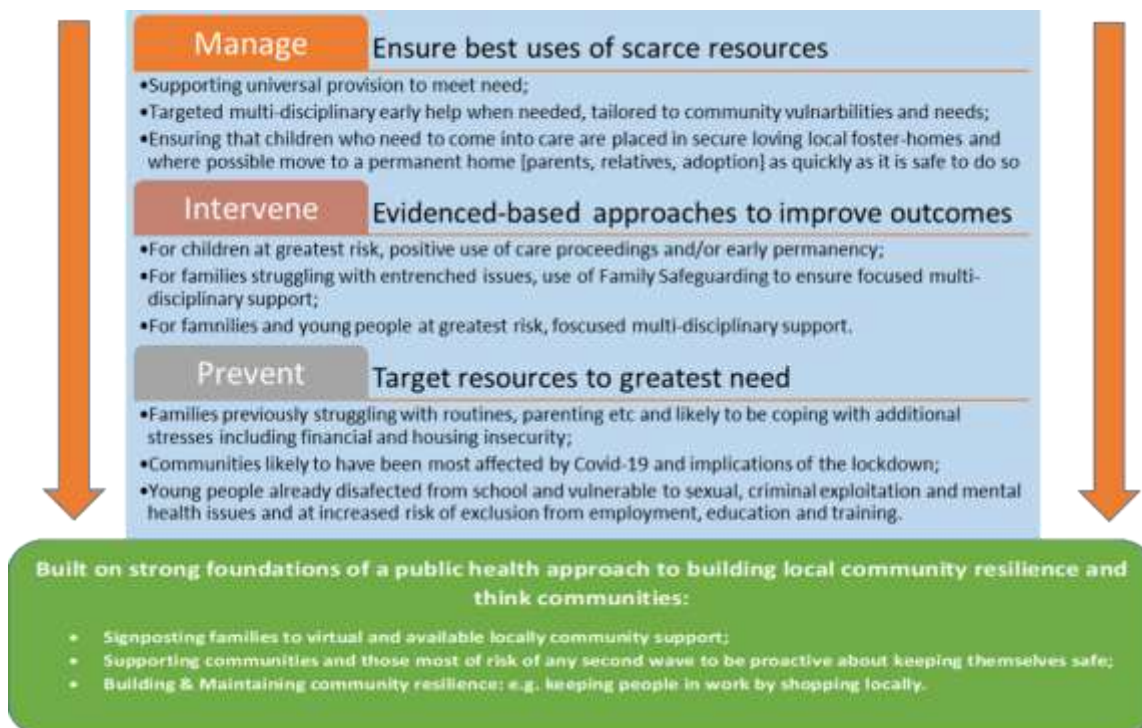 Manage
Ensure best uses of scarce resources
•Supporting universal provision to meet need;
•Targeted multi-disciplinary early help when needed, tailored to community vulnarbilities and needs;
•Ensuring that children who need to come into care are placed in secure loving local foster-homes and
where possible move to a permanent home [parents, relatives, adoption] as quickly as it is safe to do so
Intervene
Evidenced-based approaches to improve outcomes
•For children at greatest risk, positive use of care proceedings and/or early permanency;
•For families struggling with entrenched issues, use of Family Safeguarding to ensure focused multi-
disciplinary support;
•For famnilies and young people at greatest risk, foscused multi-disciplinary support.
Prevent
Target resources to greatest need
•Families previously struggling with routines, parenting etc and likely to be coping with additional
stresses including financial and housing insecurity;
•Communities likely to have been most affected by Covid-19 and implications of the lockdown;
•Young people already disafected from school and vulnerable to sexual, criminal exploitation and mental
health issues and at increased risk of exclusion from employment, education and training.
Built on strong foundations of a public health approach to building local community resilience and
think communities:
• Signposting families to virtual and available locally community support;
• Supporting communities and those most of risk of any second wave to be proactive about keeping themselves safe;
• Building & Maintaining community resilience: e.g. keeping people in work by shopping locally.